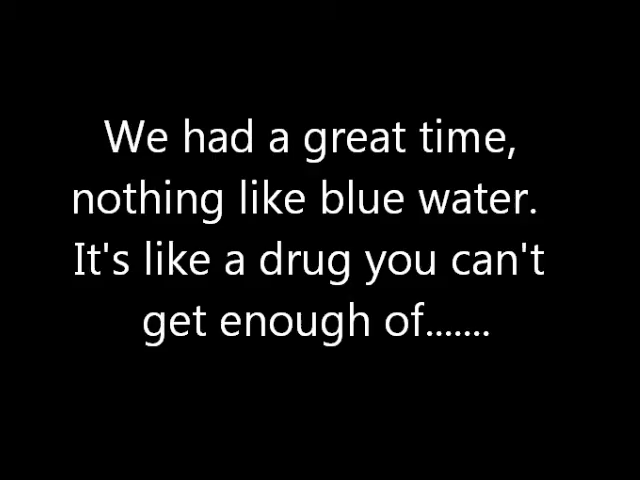 We had a great time,
nothing like blue water.
It's like a drug you can't
get enough of.......